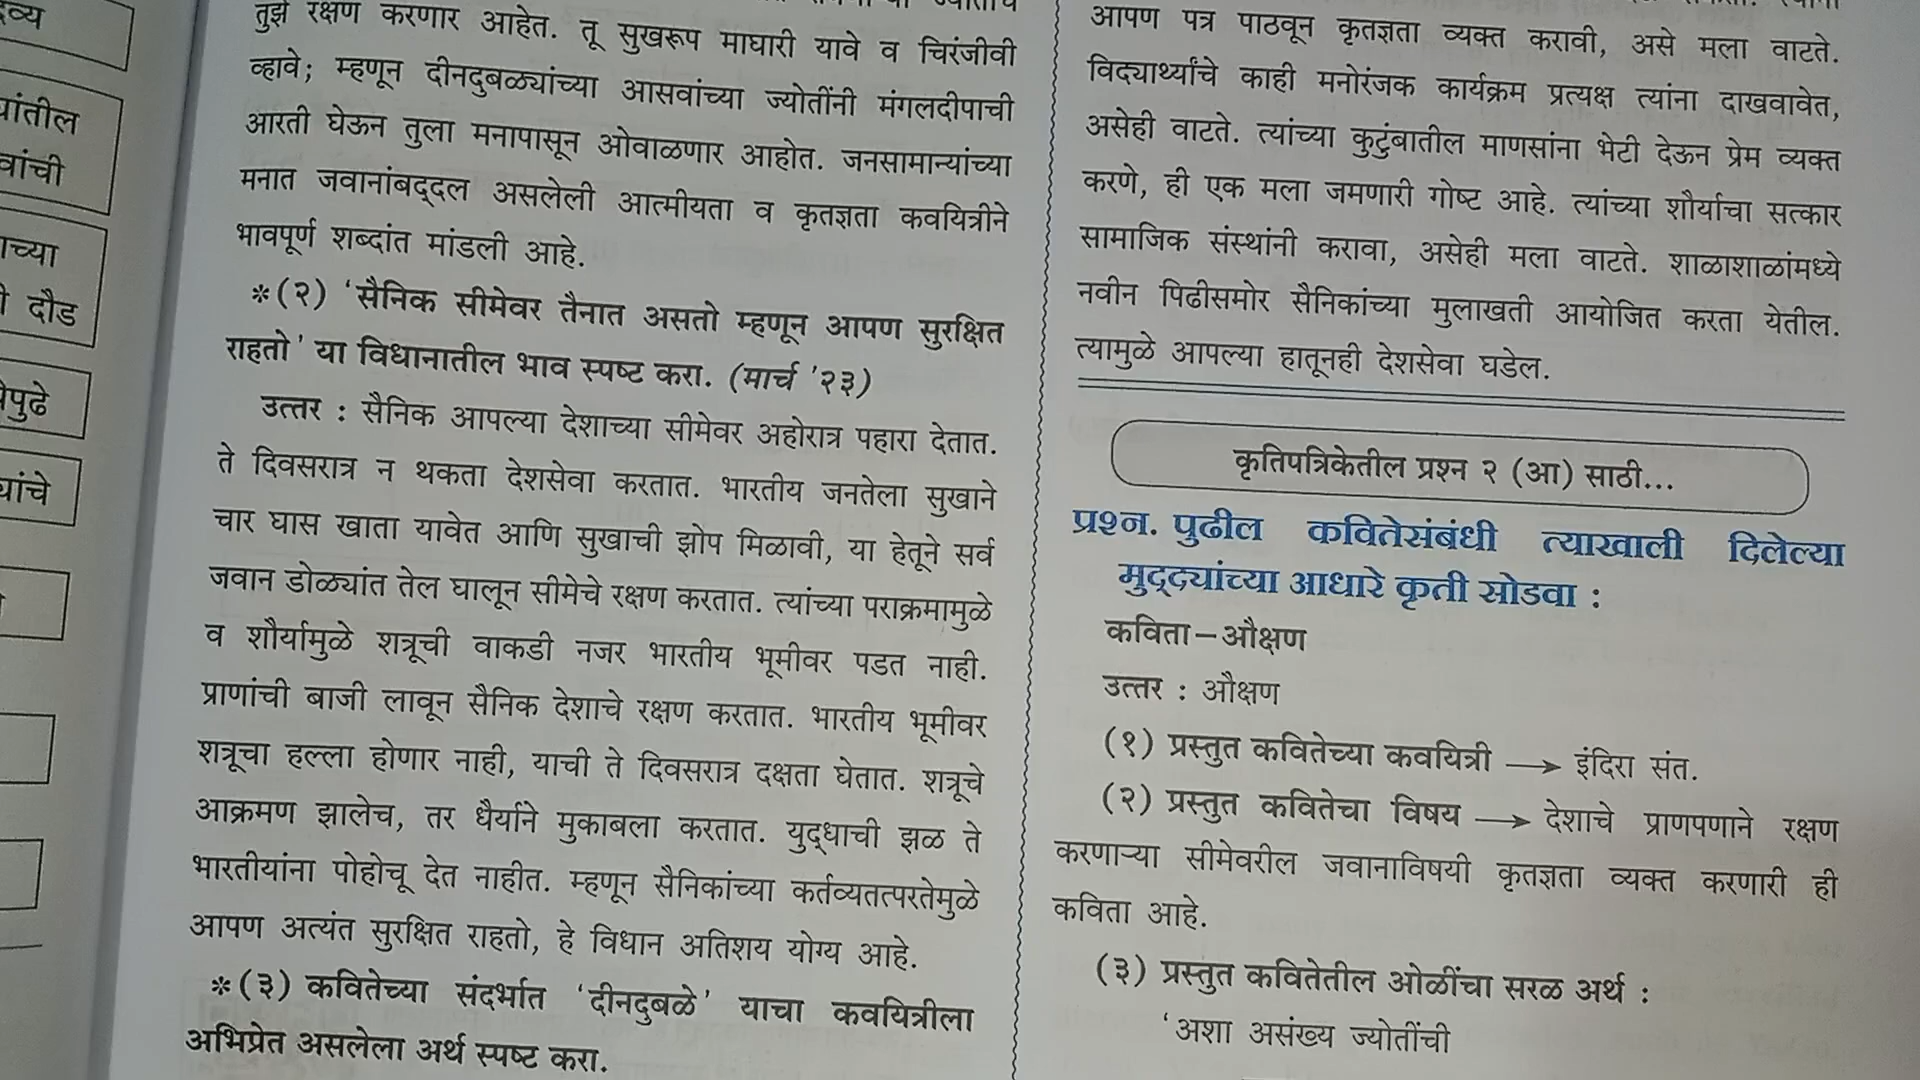 व्य
यांतील
वांची
ाच्या
दौड
पेपुढे
यांचे
तुझे रक्षण करणार आहेत. तू सुखरूप माघारी यावे व चिरंजीवी
व्हावे; म्हणून दीनदुबळ्यांच्या आसवांच्या ज्योतींनी मंगलदीपाची
आरती घेऊन तुला मनापासून ओवाळणार आहोत. जनसामान्यांच्या
मनात जवानांबद्दल असलेली आत्मीयता व कृतज्ञता कवयित्रीने
भावपूर्ण शब्दांत मांडली आहे.
*(२) ‘सैनिक सीमेवर तैनात असतो म्हणून आपण सुरक्षित
राहतो’ या विधानातील भाव स्पष्ट करा. (मार्च ’२३)
उत्तर : सैनिक आपल्या देशाच्या सीमेवर अहोरात्र पहारा देतात.
ते दिवसरात्र न थकता देशसेवा करतात. भारतीय जनतेला सुखाने
चार घास खाता यावेत आणि सुखाची झोप मिळावी, या हेतूने सर्व
जवान डोळ्यांत तेल घालून सीमेचे रक्षण करतात. त्यांच्या पराक्रमामुळे
व शौर्यामुळे शत्रूची वाकडी नजर भारतीय भूमीवर पडत नाही.
प्राणांची बाजी लावून सैनिक देशाचे रक्षण करतात. भारतीय भूमीवर
शत्रूचा हल्ला होणार नाही, याची ते दिवसरात्र दक्षता घेतात. शत्रूचे
आक्रमण झालेच, तर धैर्याने मुकाबला करतात. युद्धाची झळ ते
भारतीयांना पोहोचू देत नाहीत. म्हणून सैनिकांच्या कर्तव्यतत्परतेमुळे
आपण अत्यंत सुरक्षित राहतो, हे विधान अतिशय योग्य आहे.
*(३) कवितेच्या संदर्भात ‘दीनदुबळे’ याचा कवयित्रीला
अभिप्रेत असलेला अर्थ स्पष्ट करा.
आपण पत्र पाठवून कृतज्ञता व्यक्त करावी, असे मला वाटते.
विद्यार्थ्यांचे काही मनोरंजक कार्यक्रम प्रत्यक्ष त्यांना दाखवावेत,
असेही वाटते. त्यांच्या कुटुंबातील माणसांना भेटी देऊन प्रेम व्यक्त
करणे, ही एक मला जमणारी गोष्ट आहे. त्यांच्या शौर्याचा सत्कार
सामाजिक संस्थांनी करावा, असेही मला वाटते. शाळाशाळांमध्ये
नवीन पिढीसमोर सैनिकांच्या मुलाखती आयोजित करता येतील.
त्यामुळे आपल्या हातूनही देशसेवा घडेल.
कृतिपत्रिकेतील प्रश्न २ (आ) साठी...
प्रश्न. पुढील कवितेसंबंधी त्याखाली दिलेल्या
मुद्द्यांच्या आधारे कृती सोडवा :
कविता – औक्षण
उत्तर : औक्षण
(१) प्रस्तुत कवितेच्या कवयित्री ⟶ इंदिरा संत.
(२) प्रस्तुत कवितेचा विषय ⟶ देशाचे प्राणपणाने रक्षण
करणाऱ्या सीमेवरील जवानाविषयी कृतज्ञता व्यक्त करणारी ही
कविता आहे.
(३) प्रस्तुत कवितेतील ओळींचा सरळ अर्थ :
‘अशा असंख्य ज्योतींची